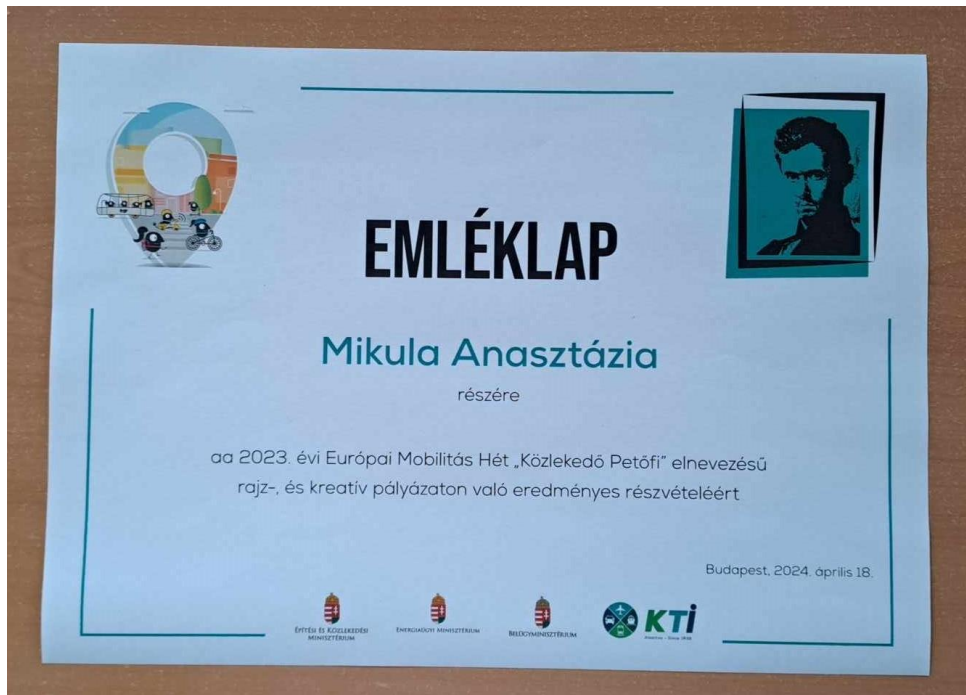 EMLÉKLAP
Mikula Anasztázia
részére
aa 2023. évi Európai Mobilitás Hét „Közlekedő Petőfi" elnevezésű
rajz-, és kreatív pályázaton való eredményes részvételéért
Budapest, 2024. április 18.
ÉPÍTÉSI ÉS KÖZLEKEDÉSI
MINISZTÉRIUM
ENERGIAÜGYI MINISZTÉRIUM
BELÜGYMINISZTÉRIUM
KTI